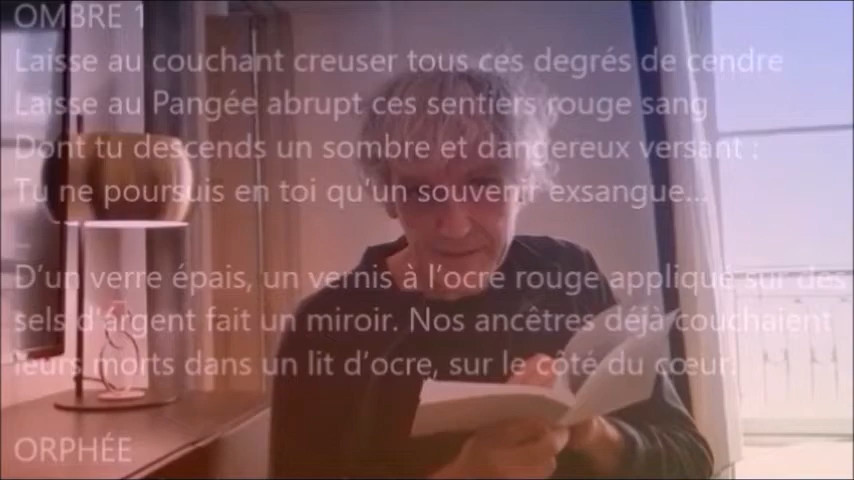 OMBRE 1
Laisse au couchant creuser tous ces degrés de cendre
Laisse au Pangée abrupt ces sentiers rouge sang
Dont tu descends un sombre et dangereux versant :
Tu ne poursuis en toi qu'un souvenir exsangue...
D'un verre épais, un vernis à l'ocre rouge appliqué sur des
sels d'argent fait un miroir. Nos ancêtres déjà couchaient
leurs morts dans un lit d'ocre, sur le côté du cœur.
ORPHÉE